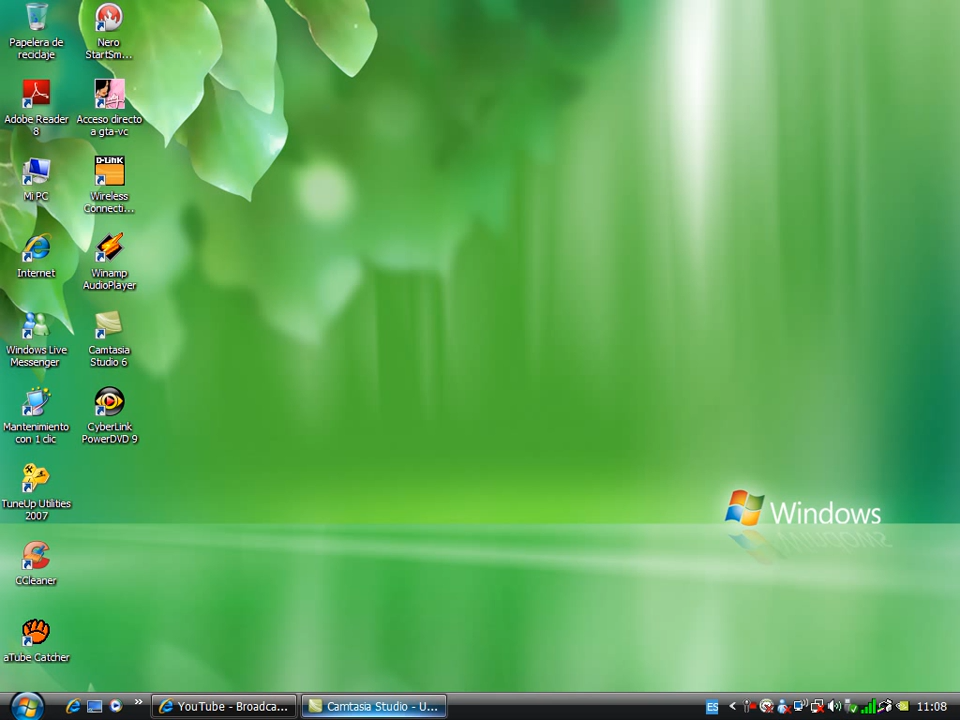 Papelera de
reciclaje
Nero
StartSm...
Adobe Reader
8
Acceso directo
a gta-vc
Mi PC
D-Link
Wireless
Connecti...
Internet
Winamp
AudioPlayer
Windows Live
Messenger
Camtasia
Studio 6
Mantenimiento
con 1 clic
CyberLink
PowerDVD 9
TuneUp Utilities
2007
CCleaner
aTube Catcher
Windows
YouTube - Broadca...
Camtasia Studio - U...
ES
11:08